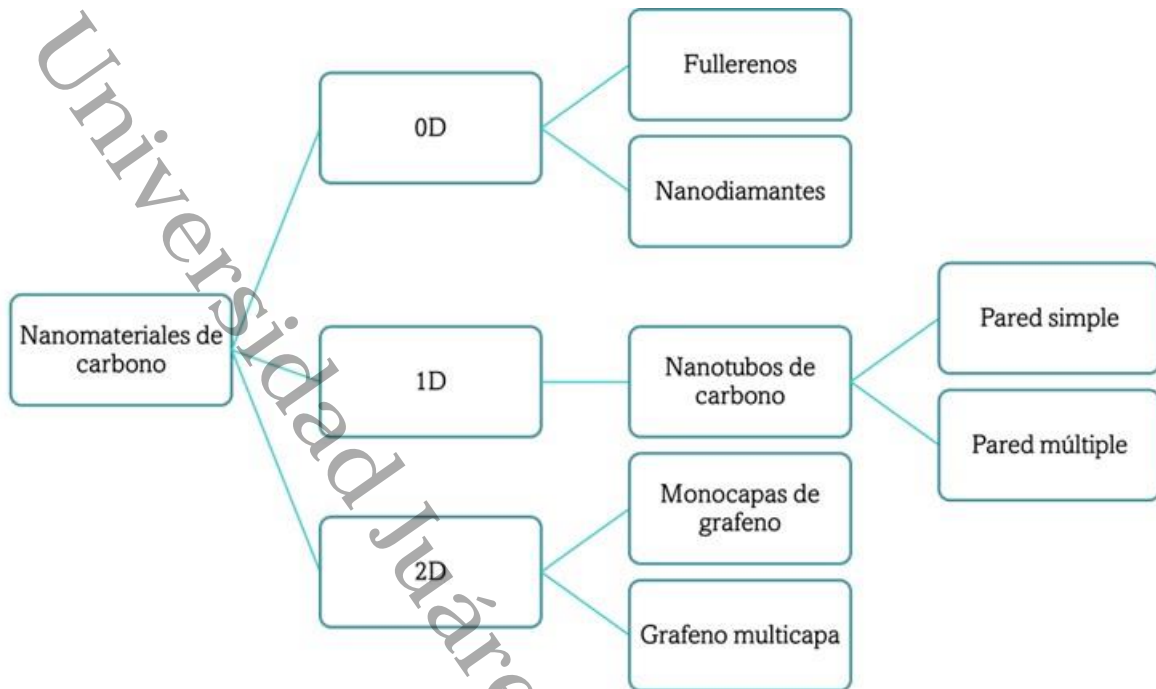 Nanomateriales de
carbono
0D
Fullerenos
Nanodiamantes
1D
Nanotubos de
carbono
Pared simple
Pared múltiple
2D
Monocapas de
grafeno
Grafeno multicapa
Universidad Juáre